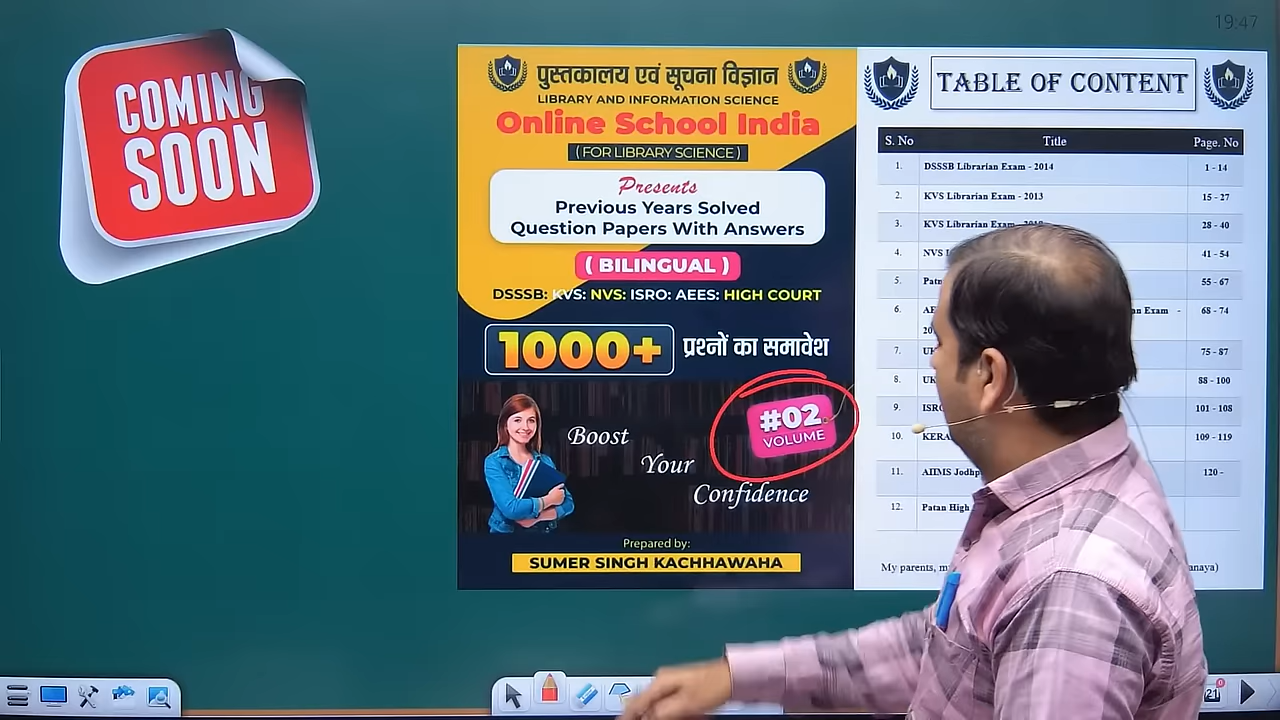 19:47
COMING
SOON
पुस्तकालय एवं सूचना विज्ञान
LIBRARY AND INFORMATION SCIENCE
Online School India
( FOR LIBRARY SCIENCE )
Presents
Previous Years Solved
Question Papers With Answers
( BILINGUAL )
DSSSB: KVS: NVS: ISRO: AEES: HIGH COURT
1000+ प्रश्नों का समावेश
#02
VOLUME
Boost
Your
Confidence
Prepared by:
SUMER SINGH KACHHAWAHA
TABLE OF CONTENT
S. No Title Page. No
1. DSSSB Librarian Exam - 2014 1 - 14
2. KVS Librarian Exam - 2013 15 - 27
3. KVS Librarian Exam 28 - 40
4. NVS 41 - 54
5. 55 - 67
6. Exam - 68 - 74
7. 75 - 87
8. 88 - 100
9. 101 - 108
10. 109 - 119
11. AIIMS 120 -
12. Patan High
My parents,